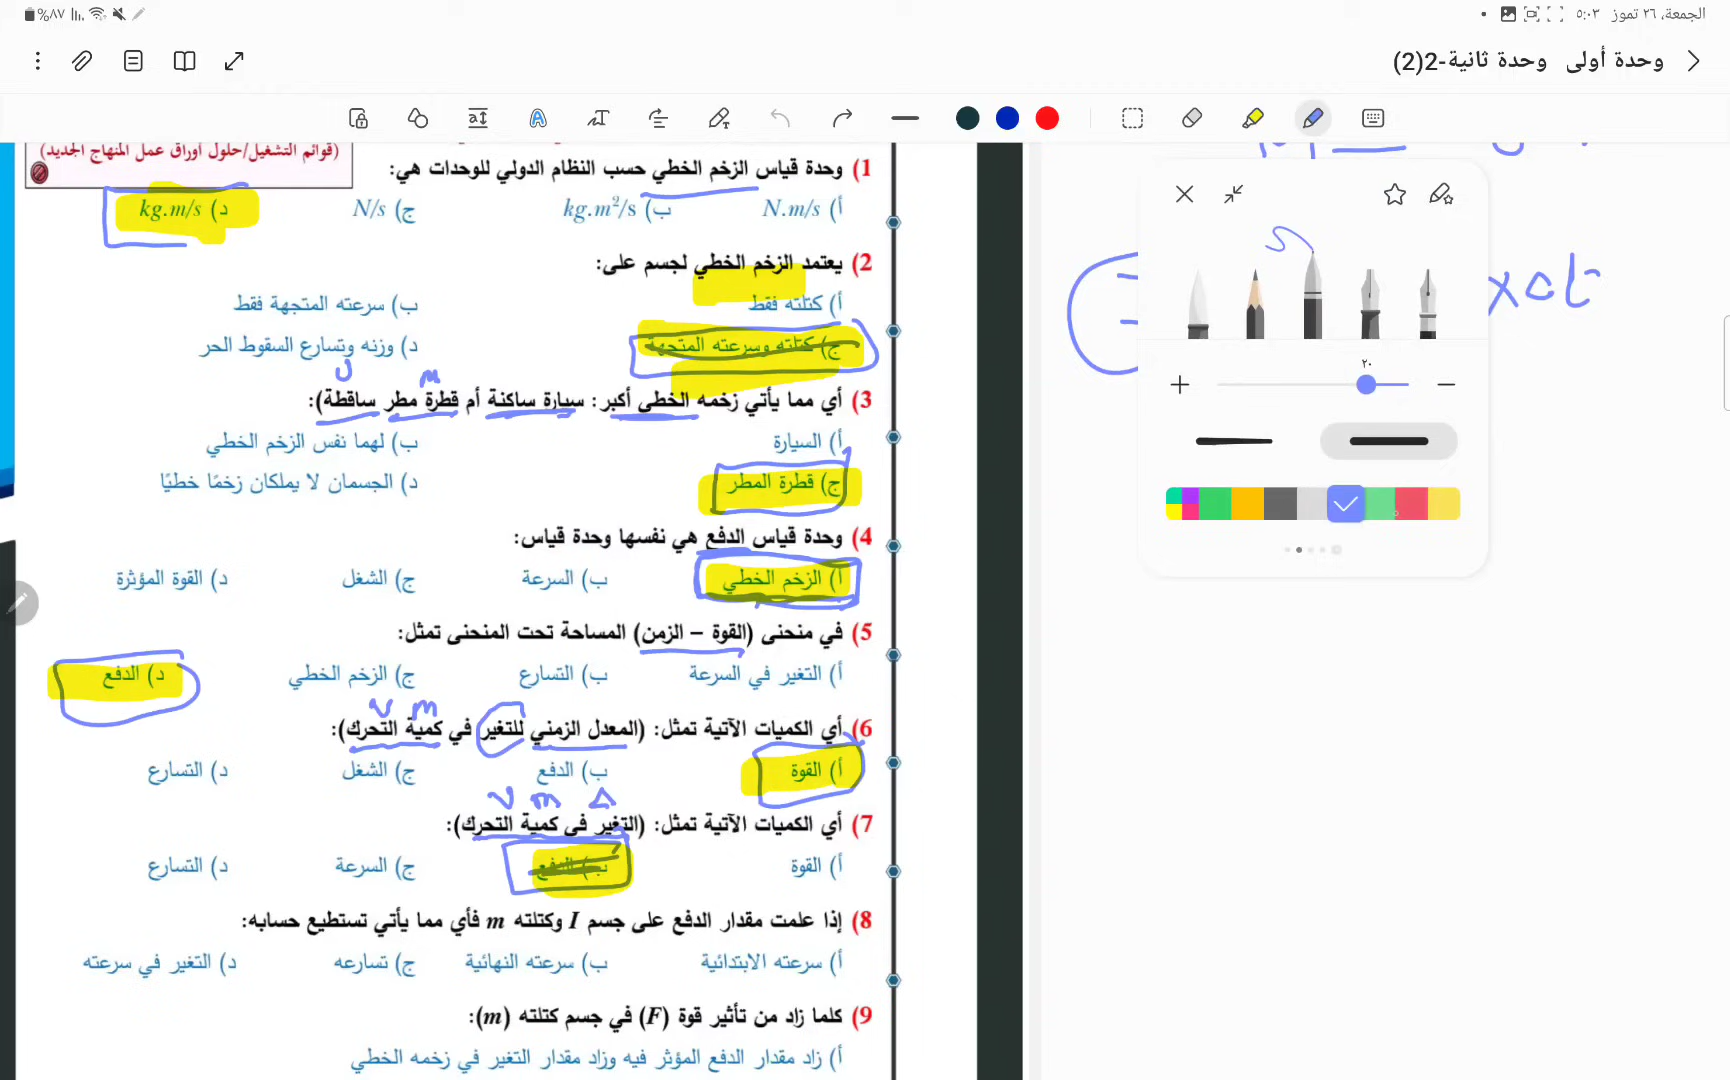 الجمعة، ٢٦ تموز ٥:٠٣
%٨٧
وحدة أولى وحدة ثانية-2(2)
(قوائم التشغيل/حلول أوراق عمل المنهاج الجديد)
1) وحدة قياس الزخم الخطي حسب النظام الدولي للوحدات هي:
أ) N.m/s ب) kg.m²/s ج) N/s د) kg.m/s
2) يعتمد الزخم الخطي لجسم على:
أ) كتلته فقط ب) سرعته المتجهة فقط
ج) كتلته وسرعته المتجهة د) وزنه وتسارع السقوط الحر
m
3) أي مما يأتي زخمه الخطي أكبر: سيارة ساكنة أم قطرة مطر ساقطة):
أ) السيارة ب) لهما نفس الزخم الخطي
ج) قطرة المطر د) الجسمان لا يملكان زخمًا خطيًا
4) وحدة قياس الدفع هي نفسها وحدة قياس:
أ) الزخم الخطي ب) السرعة ج) الشغل د) القوة المؤثرة
5) في منحنى (القوة – الزمن) المساحة تحت المنحنى تمثل:
أ) التغير في السرعة ب) التسارع ج) الزخم الخطي د) الدفع
v m
6) أي الكميات الآتية تمثل: (المعدل الزمني للتغير في كمية التحرك):
أ) القوة ب) الدفع ج) الشغل د) التسارع
v m Δ
7) أي الكميات الآتية تمثل: (التغير في كمية التحرك):
أ) القوة ب) الدفع ج) السرعة د) التسارع
8) إذا علمت مقدار الدفع على جسم I وكتلته m فأي مما يأتي تستطيع حسابه:
أ) سرعته الابتدائية ب) سرعته النهائية ج) تسارعه د) التغير في سرعته
9) كلما زاد من تأثير قوة (F) في جسم كتلته (m):
أ) زاد مقدار الدفع المؤثر فيه وزاد مقدار التغير في زخمه الخطي
٢٠
xΔt